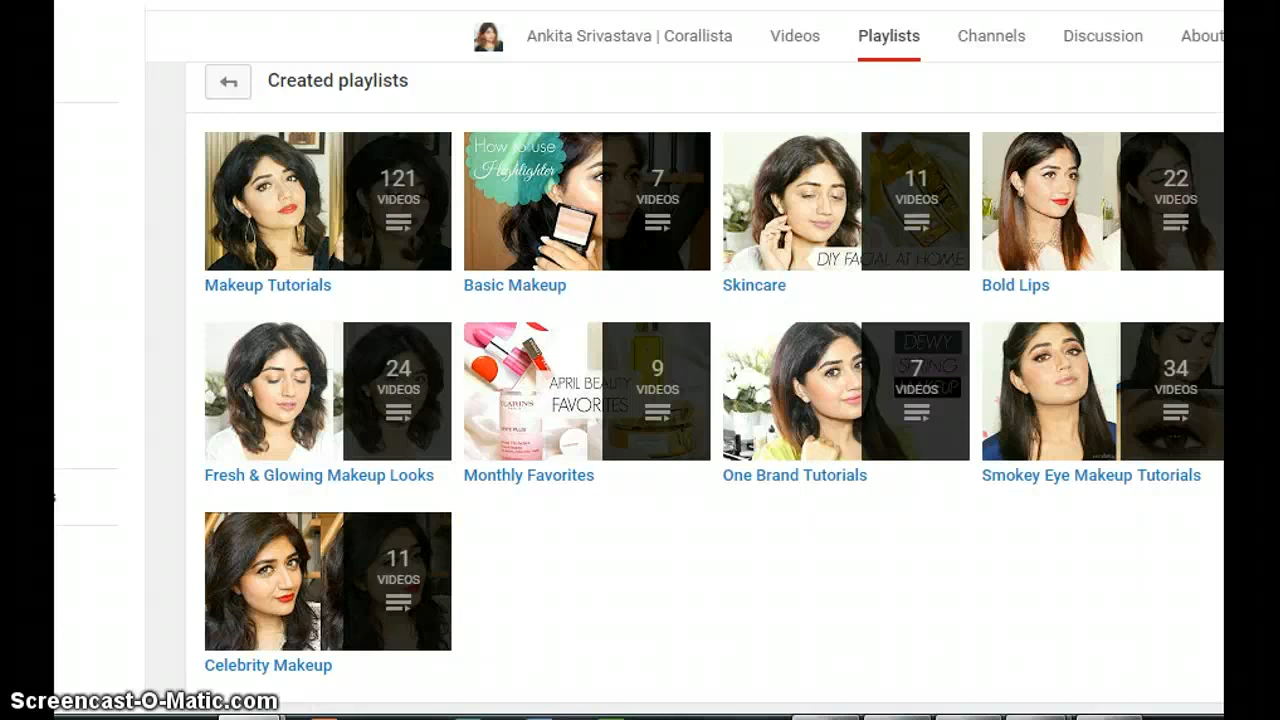 Ankita Srivastava | Corallista Videos Playlists Channels Discussion About
Created playlists
How to use
Highlighter
121
VIDEOS
7
VIDEOS
11
VIDEOS
22
VIDEOS
DIY FACIAL AT HOME
Makeup Tutorials
Basic Makeup
Skincare
Bold Lips
24
VIDEOS
9
VIDEOS
APRIL BEAUTY
FAVORITES
CLARINS
DEWY
SPRING
7
VIDEOS
34
VIDEOS
Fresh & Glowing Makeup Looks
Monthly Favorites
One Brand Tutorials
Smokey Eye Makeup Tutorials
11
VIDEOS
Celebrity Makeup
Screencast-O-Matic.com